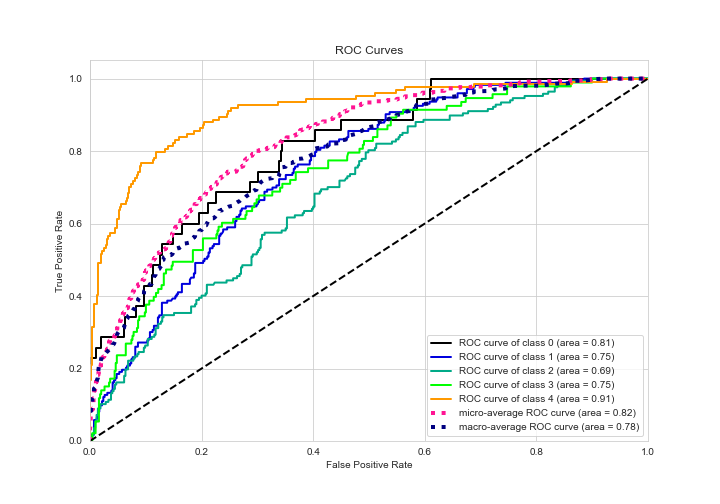 ROC Curves
1.0
0.8
0.6
0.4
0.2
0.0
True Positive Rate
0.0 0.2 0.4 0.6 0.8 1.0
False Positive Rate
ROC curve of class 0 (area = 0.81)
ROC curve of class 1 (area = 0.75)
ROC curve of class 2 (area = 0.69)
ROC curve of class 3 (area = 0.75)
ROC curve of class 4 (area = 0.91)
micro-average ROC curve (area = 0.82)
macro-average ROC curve (area = 0.78)